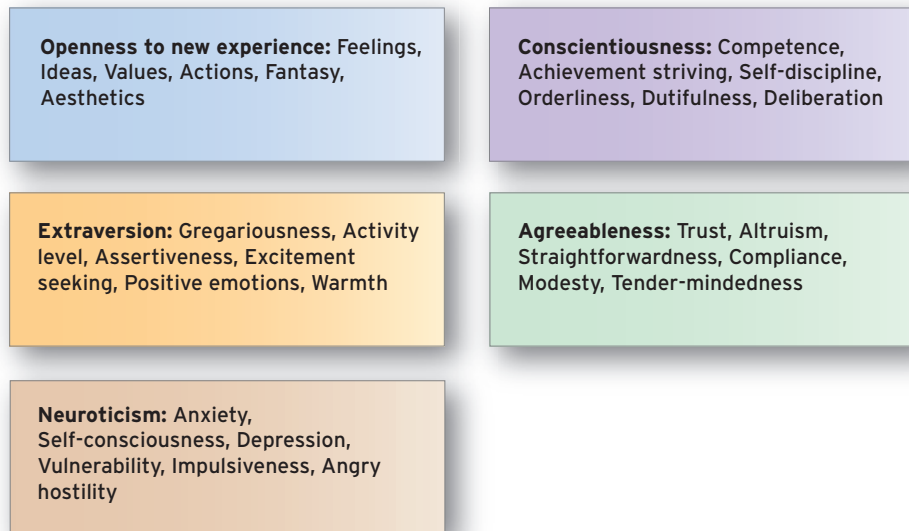 Openness to new experience: Feelings,
Ideas, Values, Actions, Fantasy,
Aesthetics
Conscientiousness: Competence,
Achievement striving, Self-discipline,
Orderliness, Dutifulness, Deliberation
Extraversion: Gregariousness, Activity
level, Assertiveness, Excitement
seeking, Positive emotions, Warmth
Agreeableness: Trust, Altruism,
Straightforwardness, Compliance,
Modesty, Tender-mindedness
Neuroticism: Anxiety,
Self-consciousness, Depression,
Vulnerability, Impulsiveness, Angry
hostility